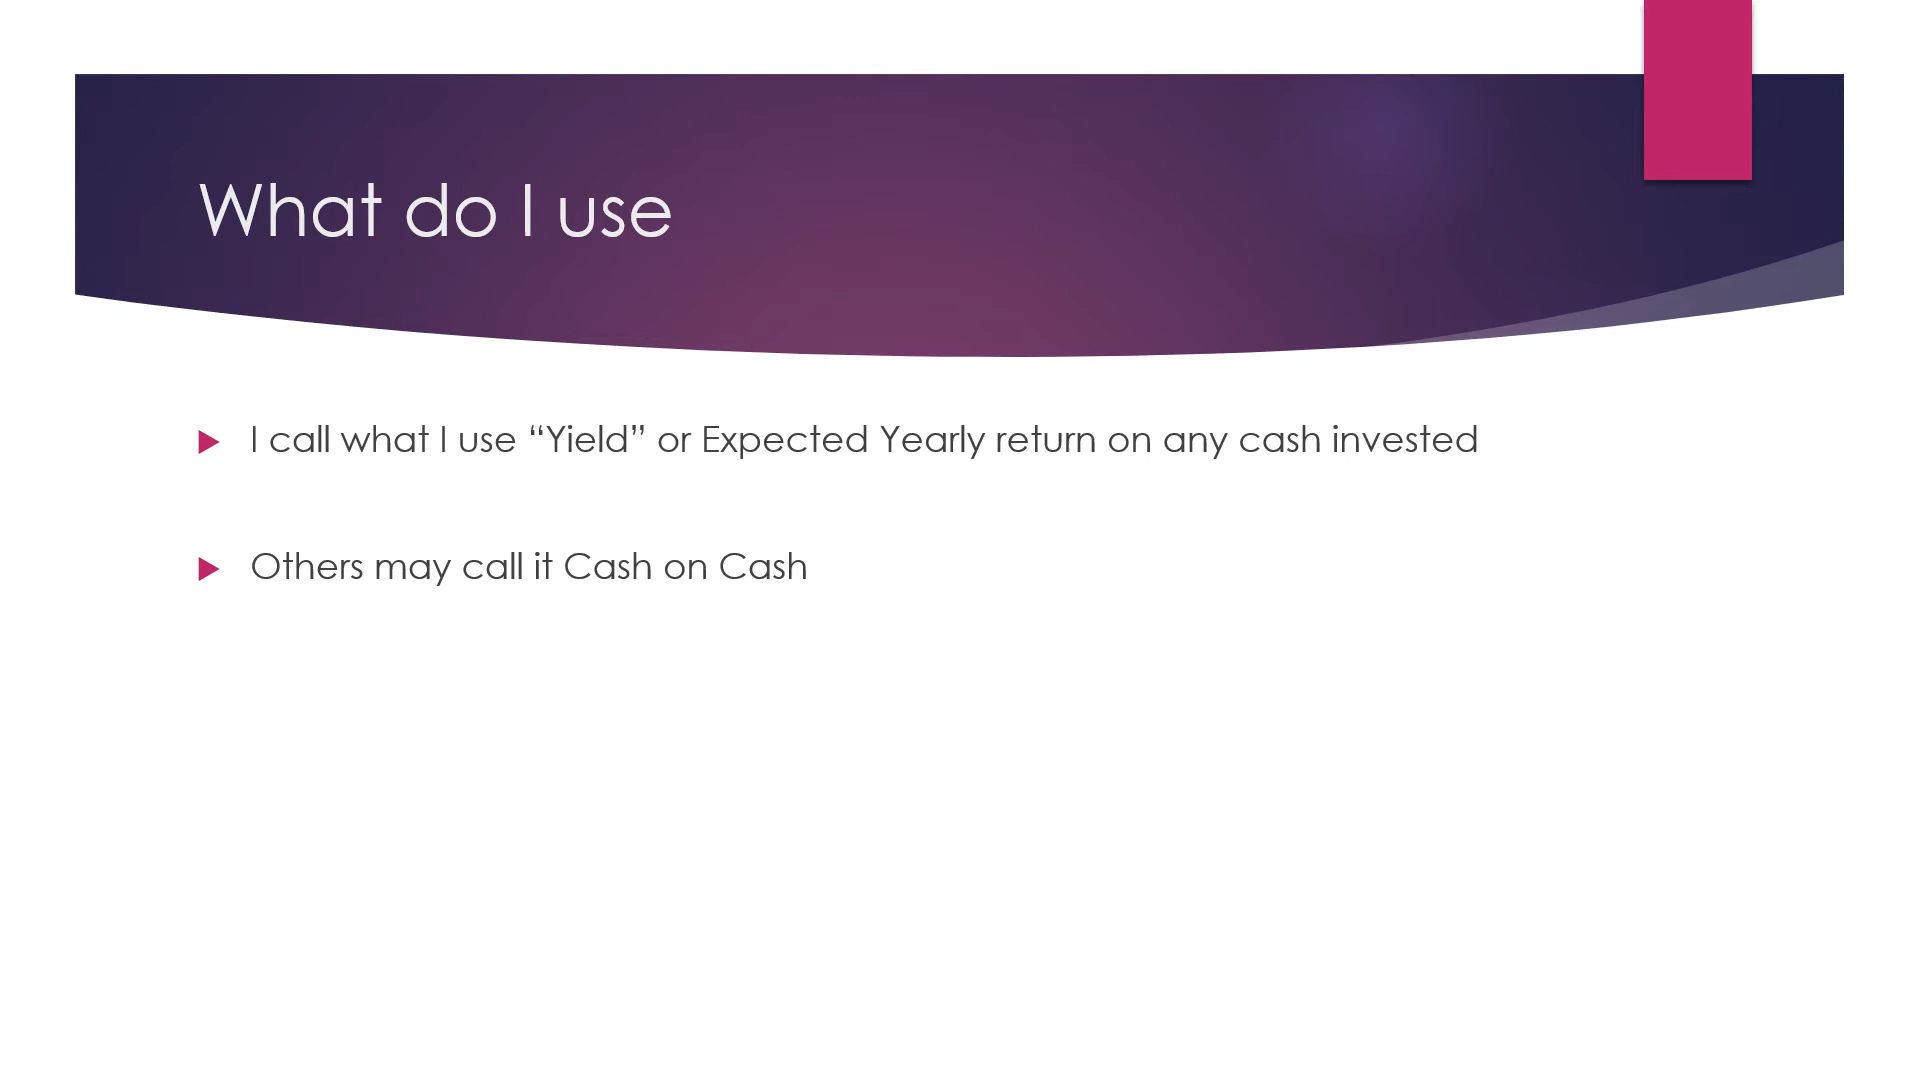 What do I use
I call what I use “Yield” or Expected Yearly return on any cash invested
Others may call it Cash on Cash